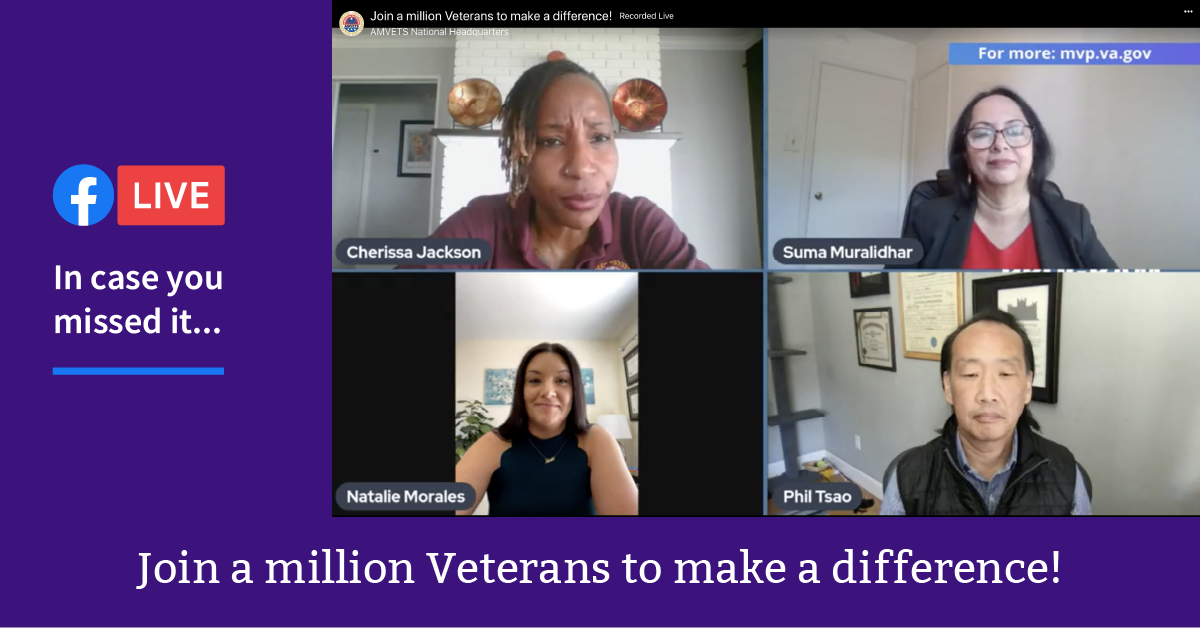 Join a million Veterans to make a difference! Recorded Live
AMVETS National Headquarters
For more: mvp.va.gov
LIVE
In case you
missed it...
Cherissa Jackson
Suma Muralidhar
Natalie Morales
Phil Tsao
Join a million Veterans to make a difference!